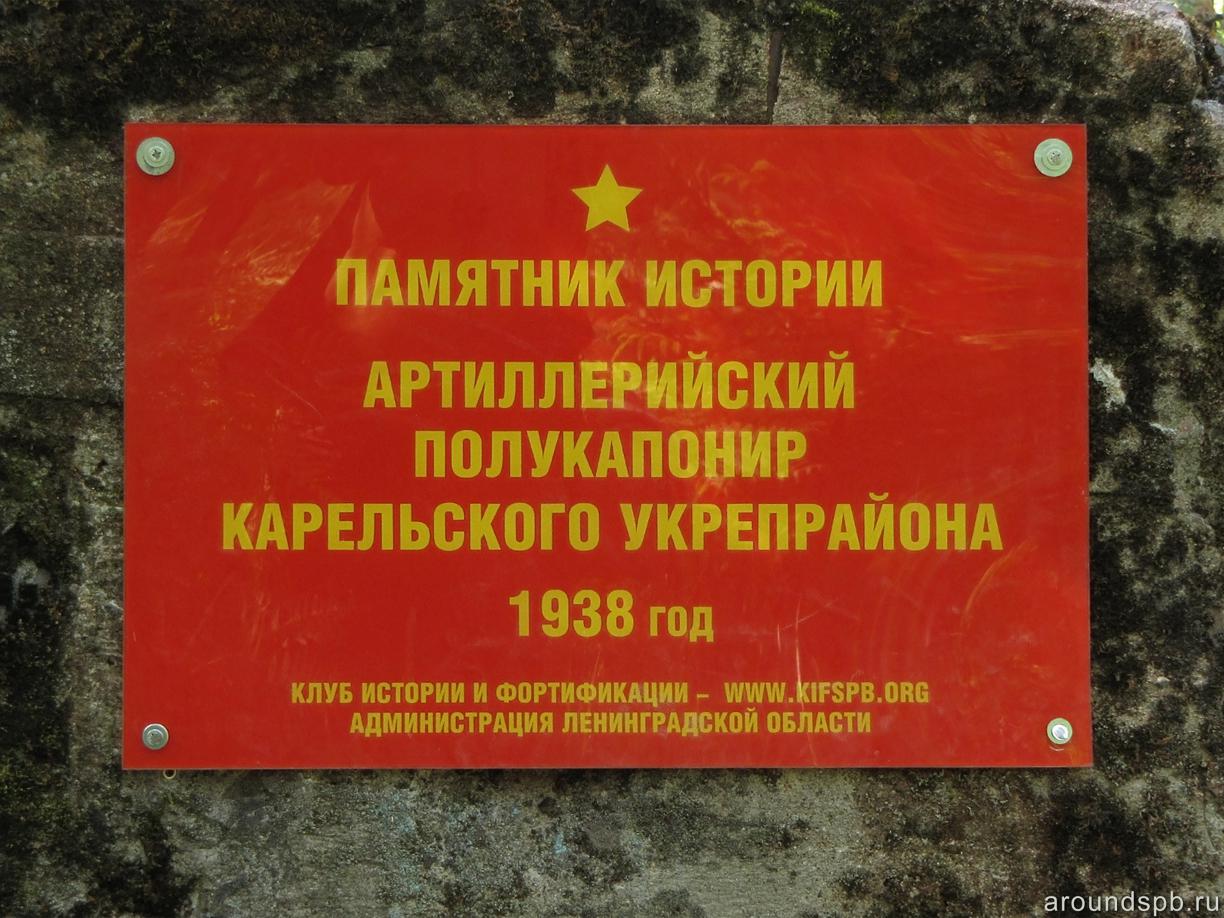 ПАМЯТНИК ИСТОРИИ
АРТИЛЛЕРИЙСКИЙ
ПОЛУКАПОНИР
КАРЕЛЬСКОГО УКРЕПРАЙОНА
1938 год
КЛУБ ИСТОРИИ И ФОРТИФИКАЦИИ – WWW.KIFSPB.ORG
АДМИНИСТРАЦИЯ ЛЕНИНГРАДСКОЙ ОБЛАСТИ
aroundspb.ru